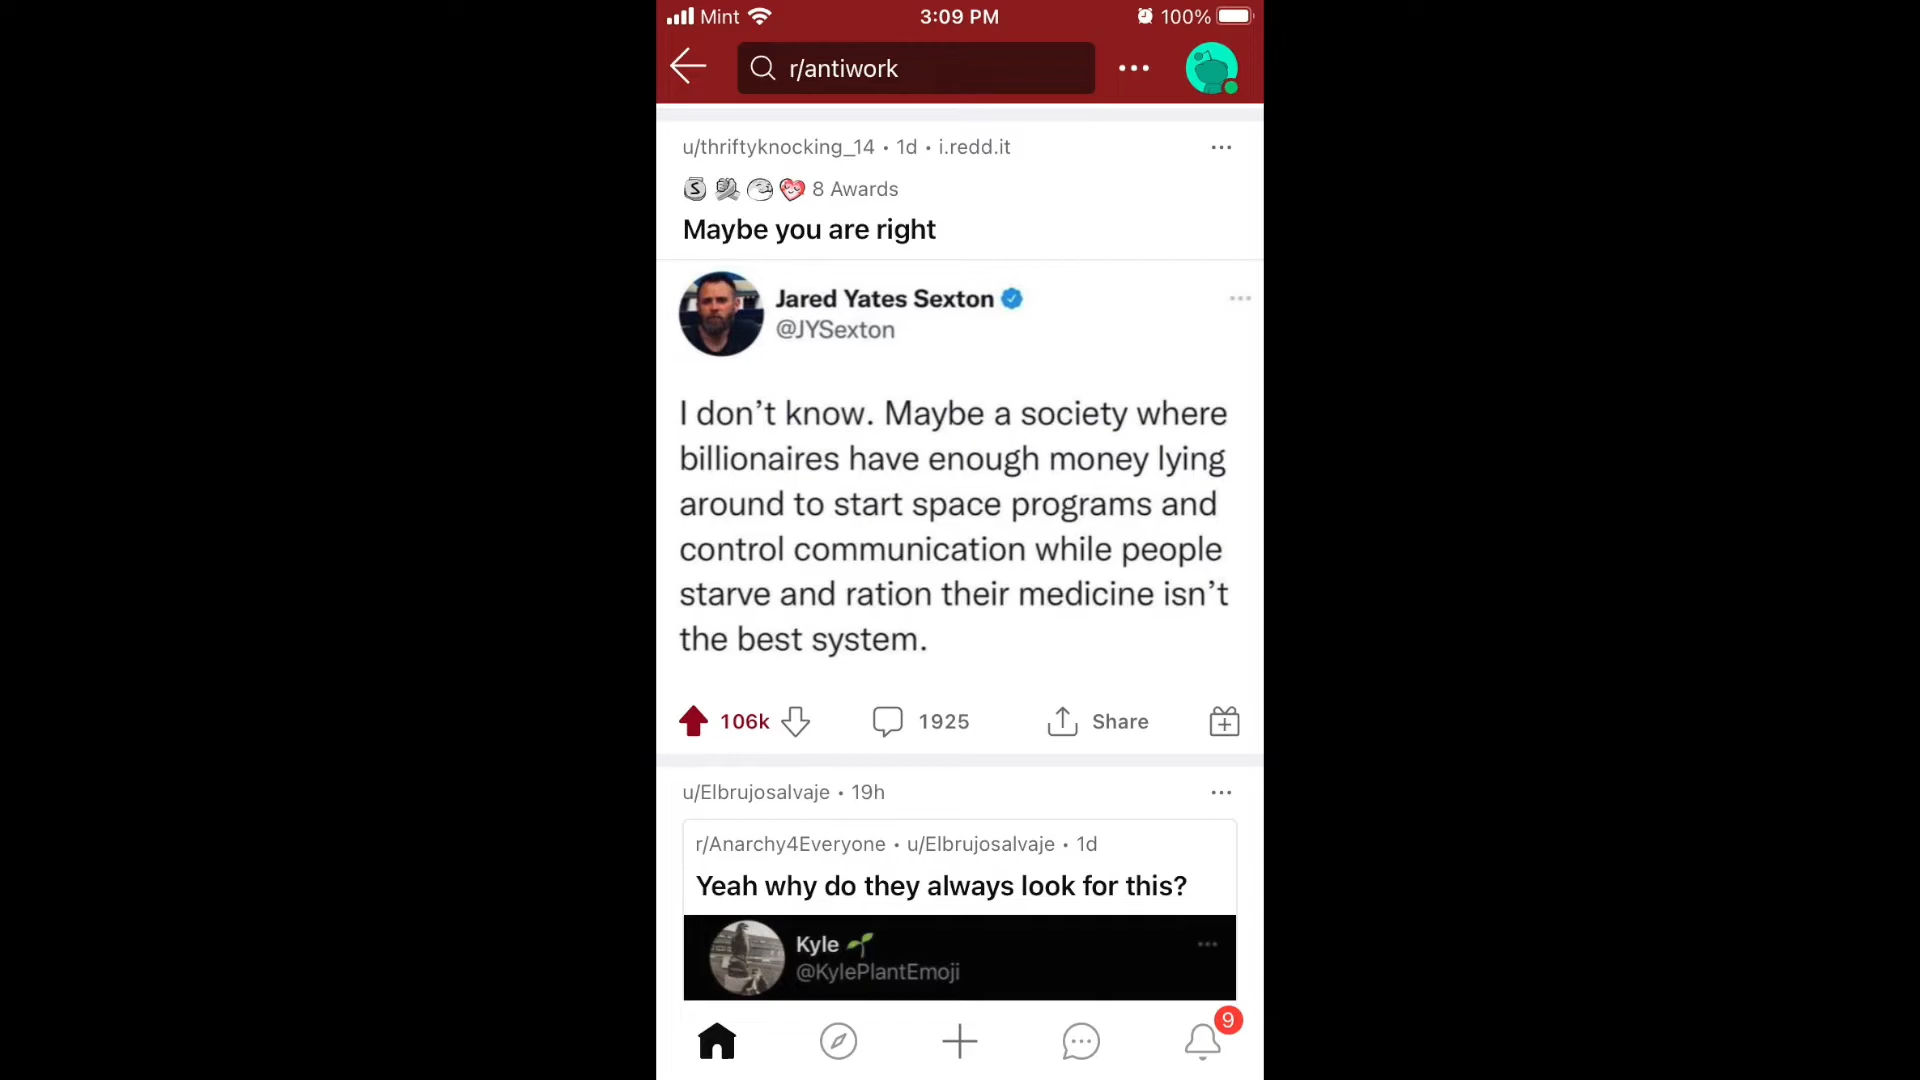 Mint 3:09 PM 100%
r/antiwork
u/thriftyknocking_14 • 1d • i.redd.it
S 8 Awards
Maybe you are right
Jared Yates Sexton
@JYSexton
I don’t know. Maybe a society where
billionaires have enough money lying
around to start space programs and
control communication while people
starve and ration their medicine isn’t
the best system.
106k 1925 Share
u/Elbrujosalvaje • 19h
r/Anarchy4Everyone • u/Elbrujosalvaje • 1d
Yeah why do they always look for this?
Kyle
@KylePlantEmoji
9